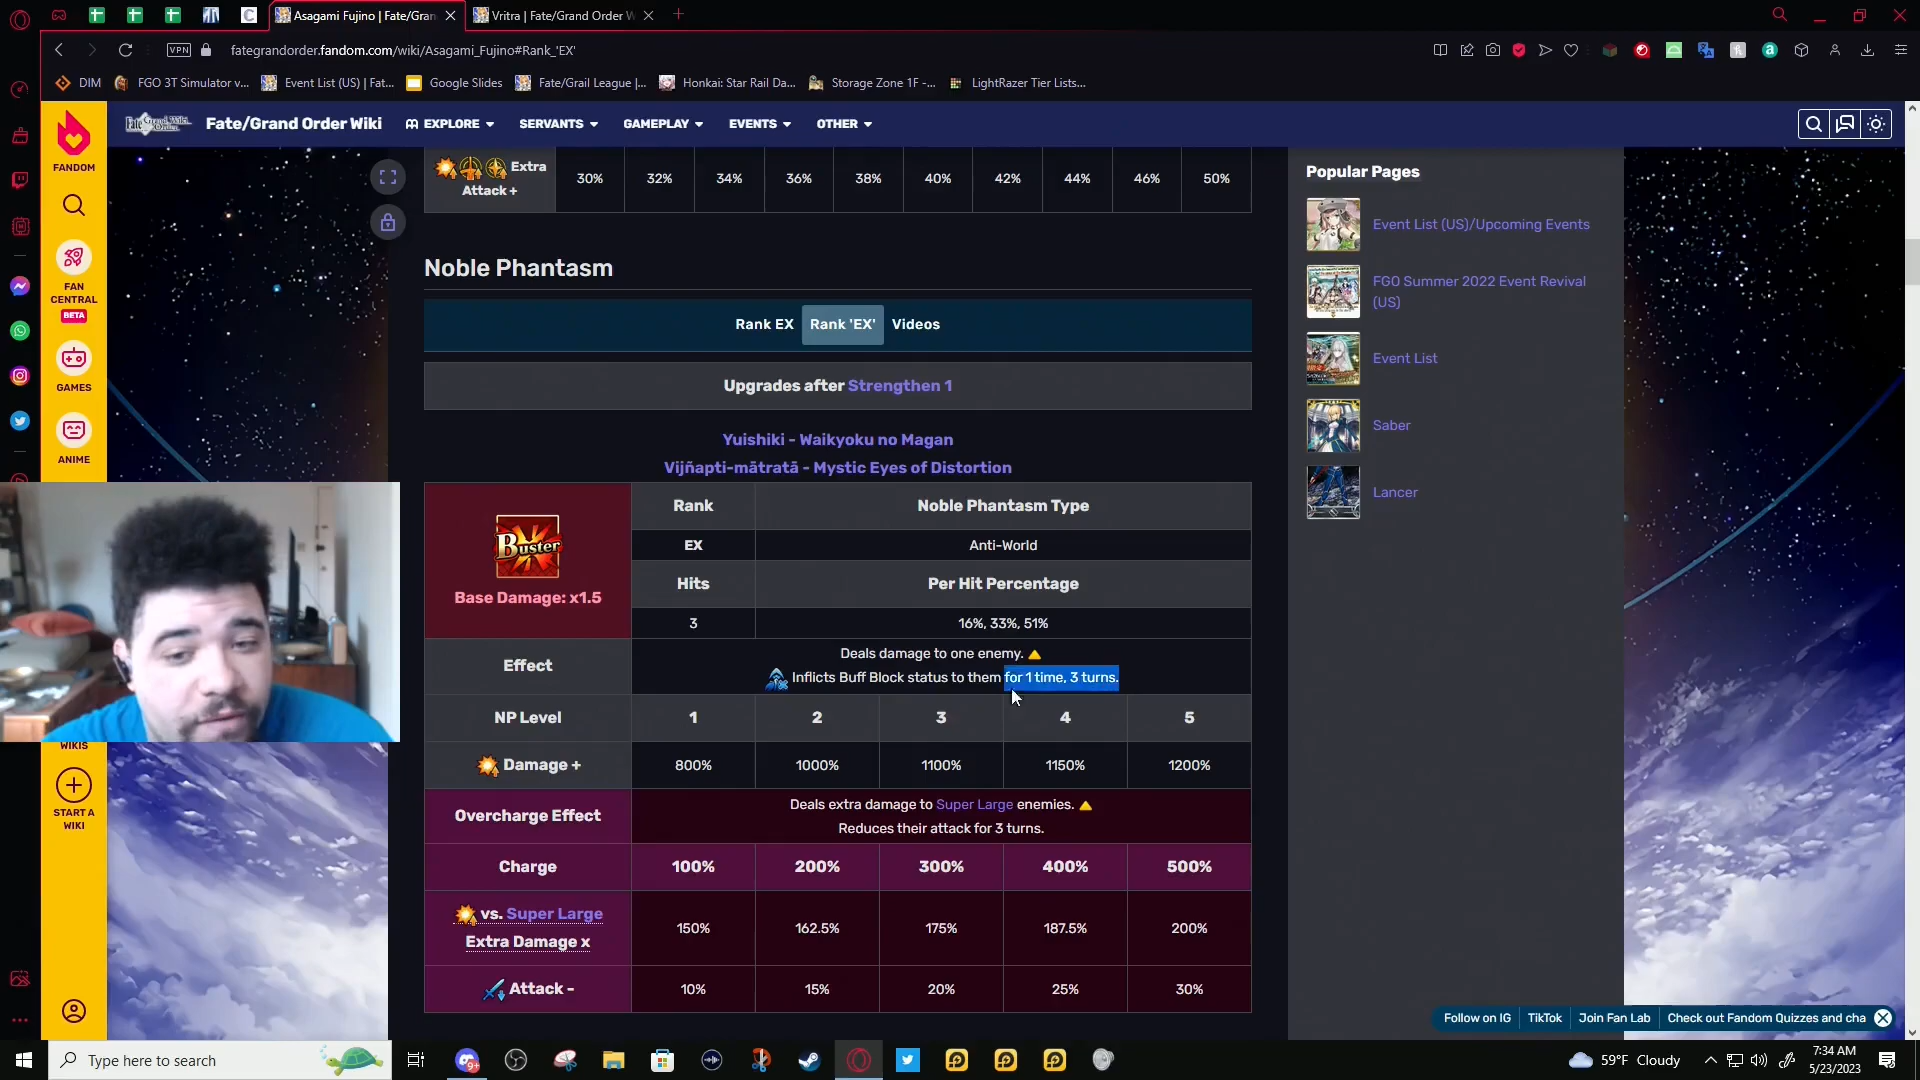 Asagami Fujino | Fate/Gran
Vritra | Fate/Grand Order W
VPN
fategrandorder.fandom.com/wiki/Asagami_Fujino#Rank_'EX'
DIM
FGO 3T Simulator v...
Event List (US) | Fat...
Google Slides
Fate/Grail League |...
Honkai: Star Rail Da...
Storage Zone 1F -...
LightRazer Tier Lists...
Fate/Grand Order Wiki
EXPLORE
SERVANTS
GAMEPLAY
EVENTS
OTHER
FANDOM
FAN
CENTRAL
BETA
GAMES
ANIME
WIKIS
START A
WIKI
Extra
Attack +
30% 32% 34% 36% 38% 40% 42% 44% 46% 50%
Noble Phantasm
Rank EX Rank 'EX' Videos
Upgrades after Strengthen 1
Yuishiki - Waikyoku no Magan
Vijñapti-mātratā - Mystic Eyes of Distortion
Buster
Base Damage: x1.5
Rank Noble Phantasm Type
EX Anti-World
Hits Per Hit Percentage
3 16%, 33%, 51%
Effect
Deals damage to one enemy.
Inflicts Buff Block status to them for 1 time, 3 turns.
NP Level 1 2 3 4 5
Damage + 800% 1000% 1100% 1150% 1200%
Overcharge Effect
Deals extra damage to Super Large enemies.
Reduces their attack for 3 turns.
Charge 100% 200% 300% 400% 500%
vs. Super Large
Extra Damage x
150% 162.5% 175% 187.5% 200%
Attack - 10% 15% 20% 25% 30%
Popular Pages
Event List (US)/Upcoming Events
FGO Summer 2022 Event Revival
(US)
Event List
Saber
Lancer
Follow on IG
TikTok
Join Fan Lab
Check out Fandom Quizzes and cha
Type here to search
59°F Cloudy
7:34 AM
5/23/2023